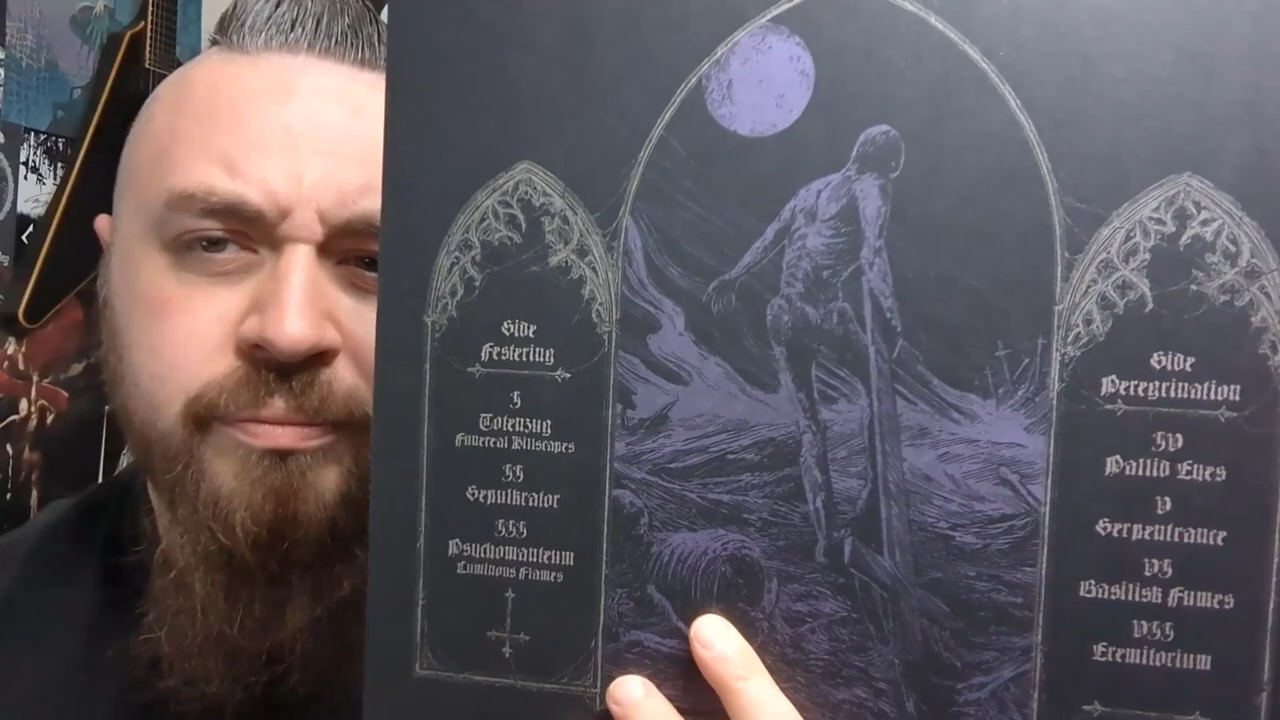 Side
Festering
I
Totenzug
Funereal Hillscapes
II
Sepulkrator
III
Psychomanteum
Luminous Flames
Side
Peregrination
IV
Pallid Eyes
V
Serpentrance
VI
Basilisk Fumes
VII
Eremitorium